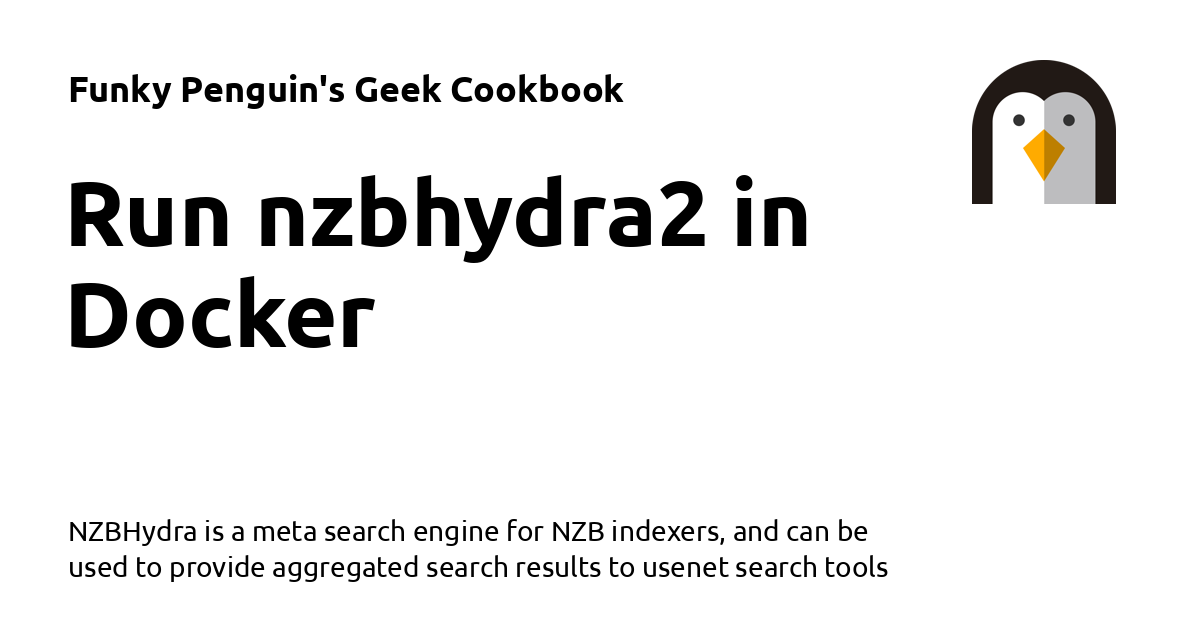 Funky Penguin's Geek Cookbook
Run nzbhydra2 in
Docker
NZBHydra is a meta search engine for NZB indexers, and can be
used to provide aggregated search results to usenet search tools